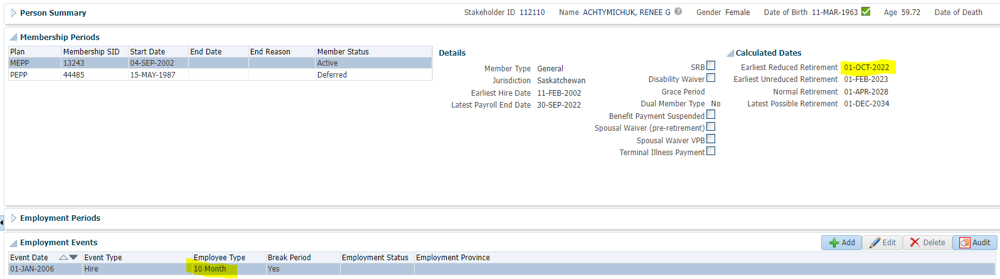 Person Summary Stakeholder ID 112110 Name ACHTYMICHUK, RENEE G Gender Female Date of Birth 11-MAR-1963 Age 59.72 Date of Death
Membership Periods
Plan Membership SID Start Date End Date End Reason Member Status
MEPP 13243 04-SEP-2002 Active
PEPP 44485 15-MAY-1987 Deferred
Details
Member Type General
Jurisdiction Saskatchewan
Earliest Hire Date 11-FEB-2002
Latest Payroll End Date 30-SEP-2022
SRB
Disability Waiver
Grace Period
Dual Member Type No
Benefit Payment Suspended
Spousal Waiver (pre-retirement)
Spousal Waiver VPB
Terminal Illness Payment
Calculated Dates
Earliest Reduced Retirement 01-OCT-2022
Earliest Unreduced Retirement 01-FEB-2023
Normal Retirement 01-APR-2028
Latest Possible Retirement 01-DEC-2034
Employment Periods
Employment Events Add Edit Delete Audit
Event Date Event Type Employee Type Break Period Employment Status Employment Province
01-JAN-2006 Hire 10 Month Yes